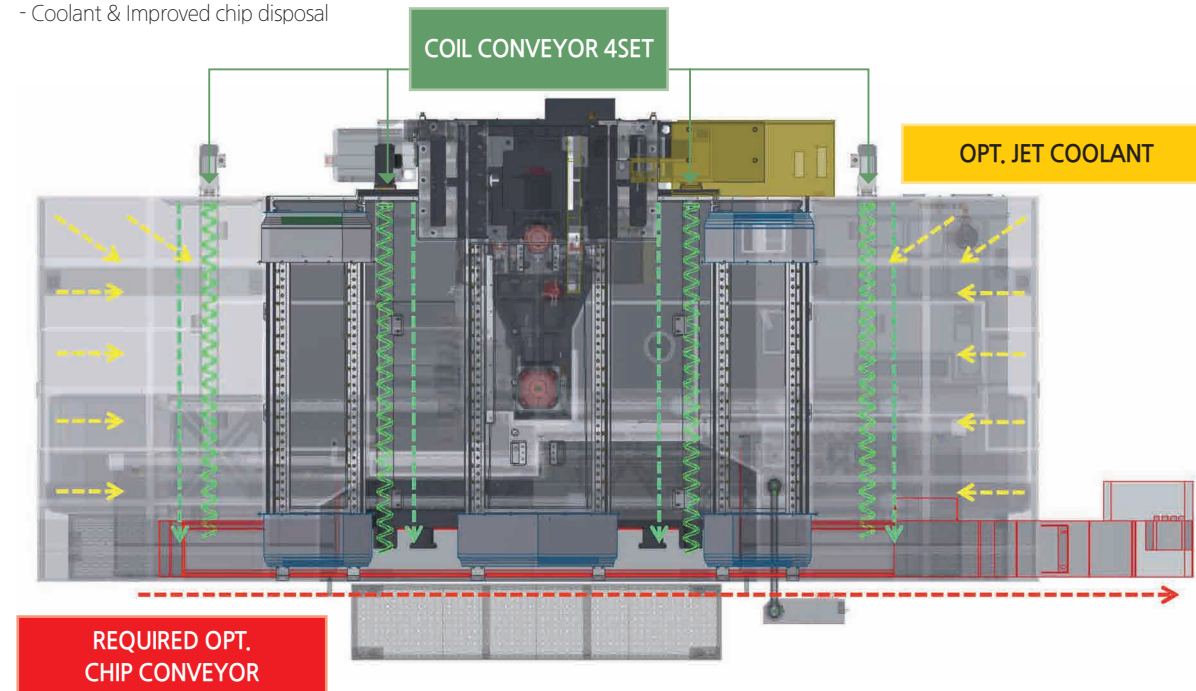 - Coolant & Improved chip disposal
COIL CONVEYOR 4SET
OPT. JET COOLANT
REQUIRED OPT.
CHIP CONVEYOR